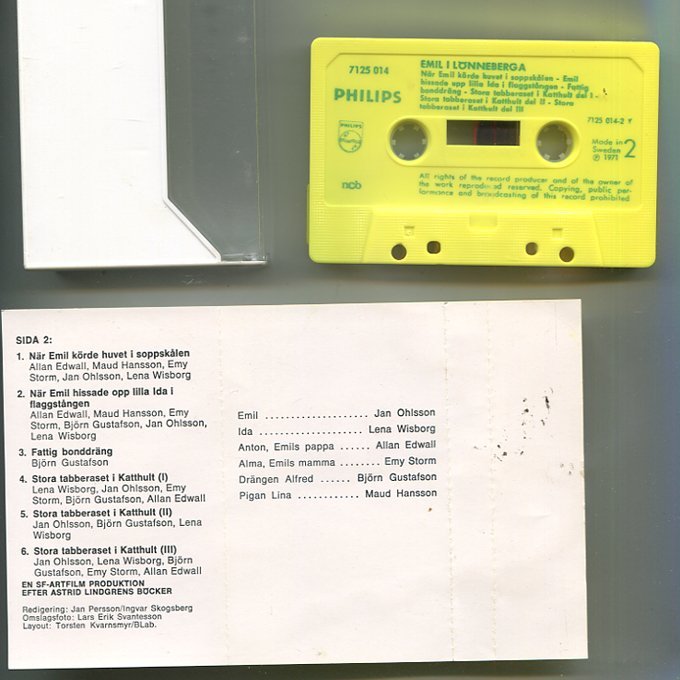 7125 014
EMIL I LÖNNEBERGA
När Emil körde huvet i soppskålen - Emil
hissade opp lilla Ida i flaggstången - Fattig
bonddräng - Stora tabberaset i Katthult del I -
Stora tabberaset i Katthult del II - Stora
tabberaset i Katthult del III
PHILIPS
7125 014-2 Y
PHILIPS
Made in
Sweden
℗ 1971
2
ncb
All rights of the record producer and of the owner of
the work reproduced reserved. Copying, public per-
formance and broadcasting of this record prohibited
SIDA 2:
1. När Emil körde huvet i soppskålen
Allan Edwall, Maud Hansson, Emy
Storm, Jan Ohlsson, Lena Wisborg
2. När Emil hissade opp lilla Ida i
flaggstången
Allan Edwall, Maud Hansson, Emy
Storm, Björn Gustafson, Jan Ohlsson,
Lena Wisborg
3. Fattig bonddräng
Björn Gustafson
4. Stora tabberaset i Katthult (I)
Lena Wisborg, Jan Ohlsson, Emy
Storm, Björn Gustafson, Allan Edwall
5. Stora tabberaset i Katthult (II)
Jan Ohlsson, Björn Gustafson, Lena
Wisborg
6. Stora tabberaset i Katthult (III)
Jan Ohlsson, Lena Wisborg, Björn
Gustafson, Emy Storm, Allan Edwall
EN SF-ARTFILM PRODUKTION
EFTER ASTRID LINDGRENS BÖCKER
Redigering: Jan Persson/Ingvar Skogsberg
Omslagsfoto: Lars Erik Svantesson
Layout: Torsten Kvarnsmyr/BLab.
Emil ................... Jan Ohlsson
Ida ................... Lena Wisborg
Anton, Emils pappa ...... Allan Edwall
Alma, Emils mamma ........ Emy Storm
Drängen Alfred ...... Björn Gustafson
Pigan Lina ............ Maud Hansson